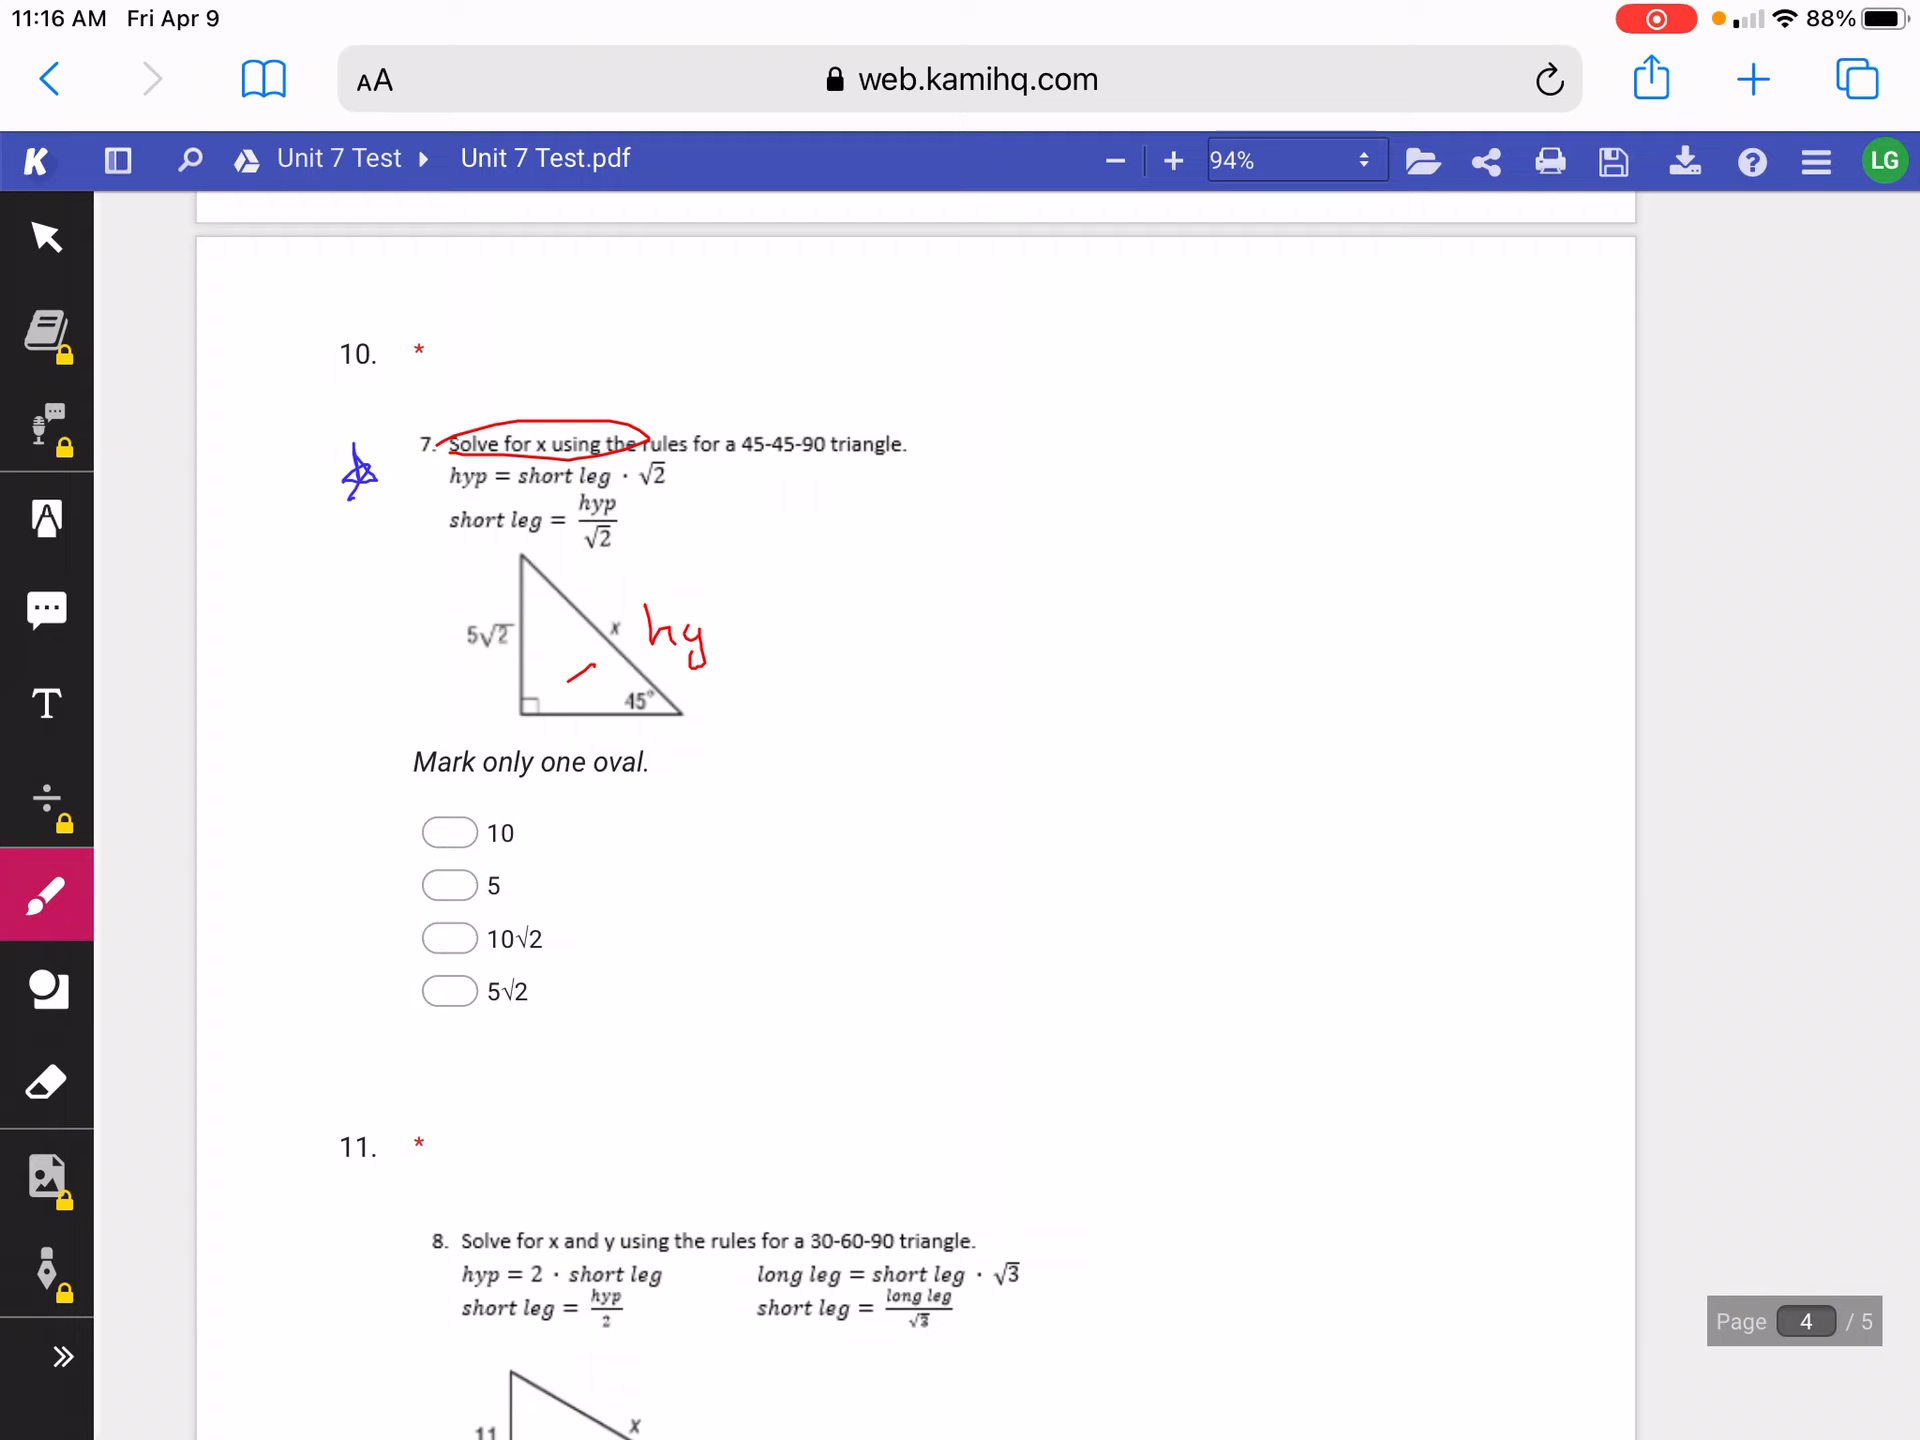 11:16 AM Fri Apr 9
88%
AA
web.kamihq.com
K
Unit 7 Test
Unit 7 Test.pdf
94%
LG
10. *
7. Solve for x using the rules for a 45-45-90 triangle.
hyp = short leg · √2
short leg = hyp/√2
5√2
x
hy
45°
Mark only one oval.
10
5
10√2
5√2
11. *
8. Solve for x and y using the rules for a 30-60-90 triangle.
hyp = 2 · short leg long leg = short leg · √3
short leg = hyp/2 short leg = long leg/√3
11
x
T
Page 4 / 5